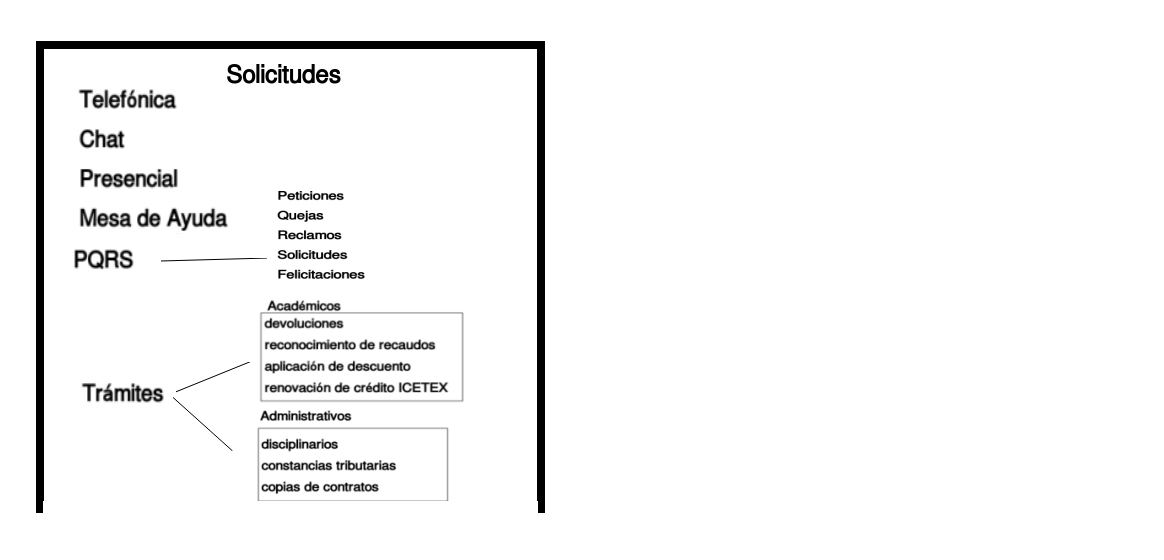 Solicitudes
Telefónica
Chat
Presencial
Mesa de Ayuda
PQRS
Peticiones
Quejas
Reclamos
Solicitudes
Felicitaciones
Trámites
Académicos
devoluciones
reconocimiento de recaudos
aplicación de descuento
renovación de crédito ICETEX
Administrativos
disciplinarios
constancias tributarias
copias de contratos